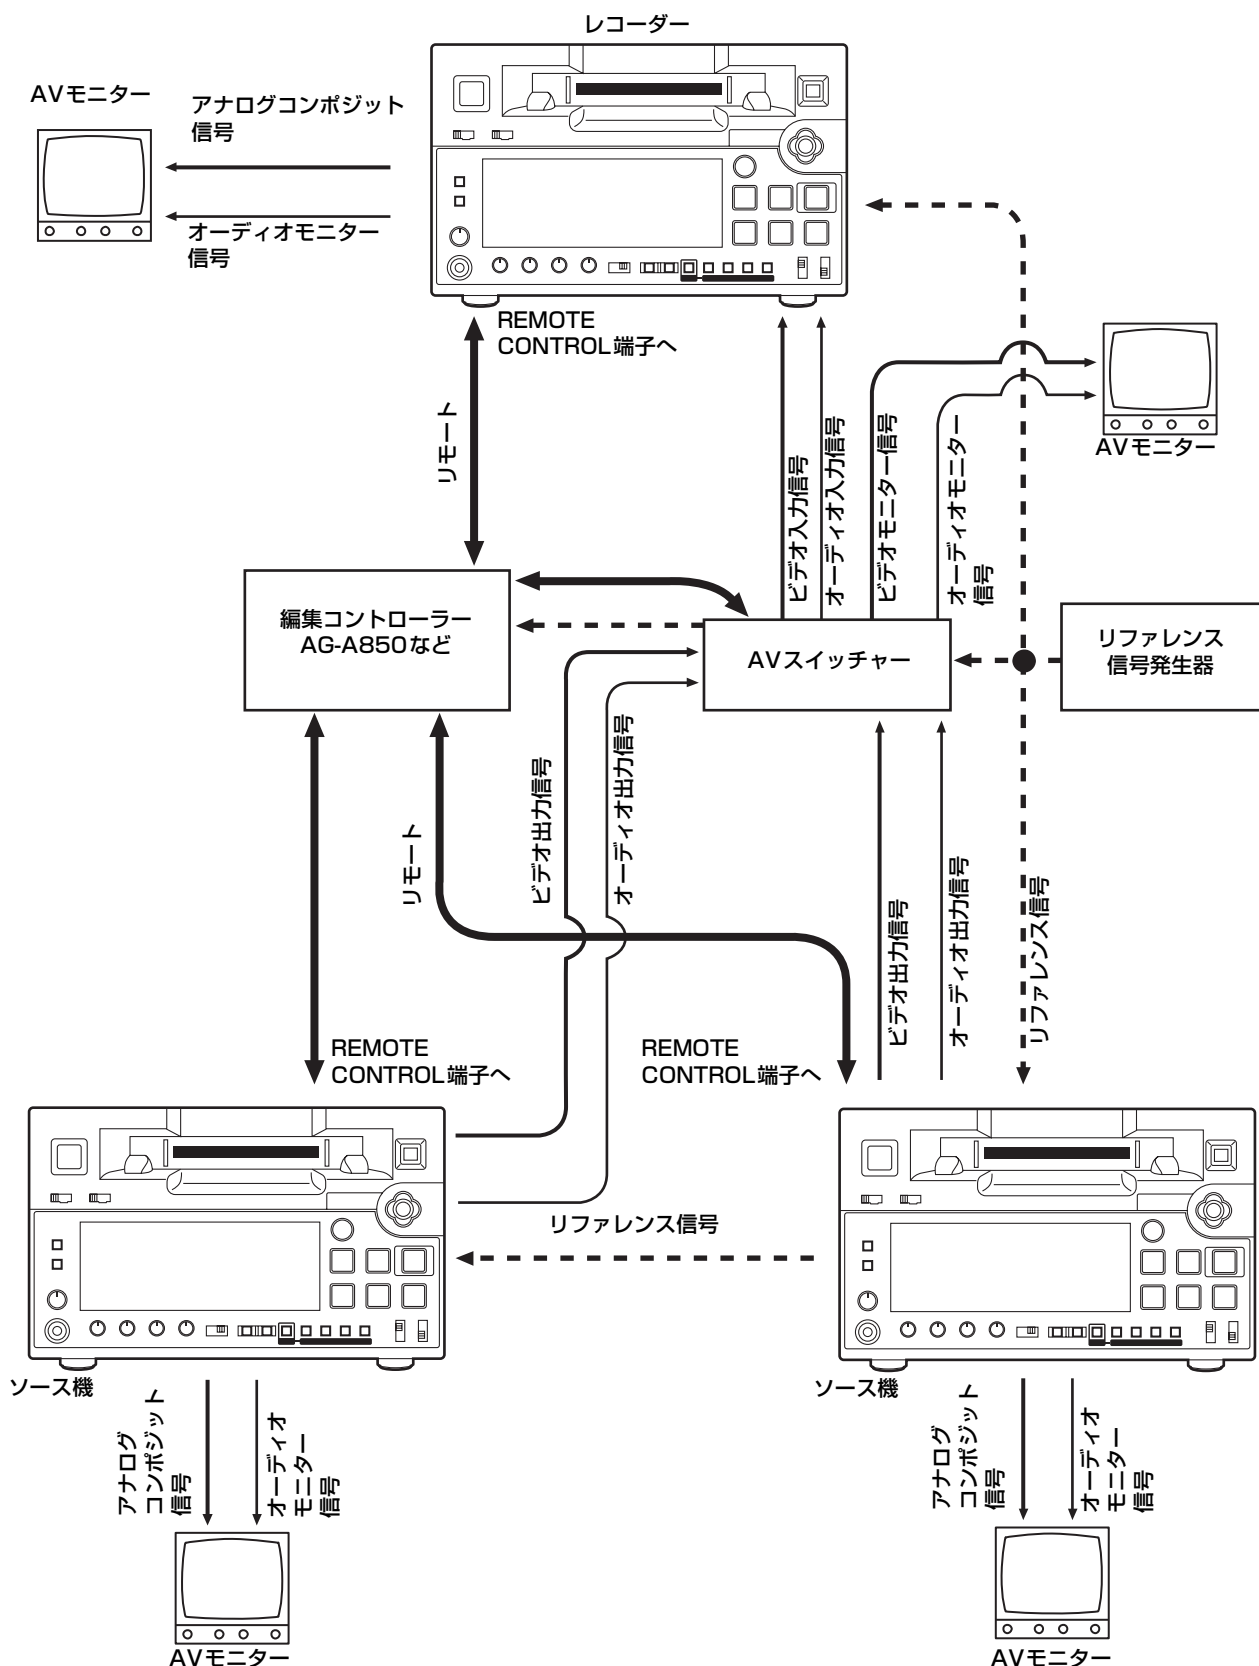 レコーダー
AVモニター
アナログコンポジット
信号
オーディオモニター
信号
REMOTE
CONTROL端子へ
リモート
ビデオ入力信号
オーディオ入力信号
ビデオモニター信号
オーディオモニター
信号
AVモニター
編集コントローラー
AG-A850など
AVスイッチャー
リファレンス
信号発生器
リモート
ビデオ出力信号
オーディオ出力信号
ビデオ出力信号
オーディオ出力信号
リファレンス信号
REMOTE
CONTROL端子へ
REMOTE
CONTROL端子へ
リファレンス信号
ソース機
ソース機
アナログ
コンポジット
信号
オーディオ
モニター
信号
アナログ
コンポジット
信号
オーディオ
モニター
信号
AVモニター
AVモニター